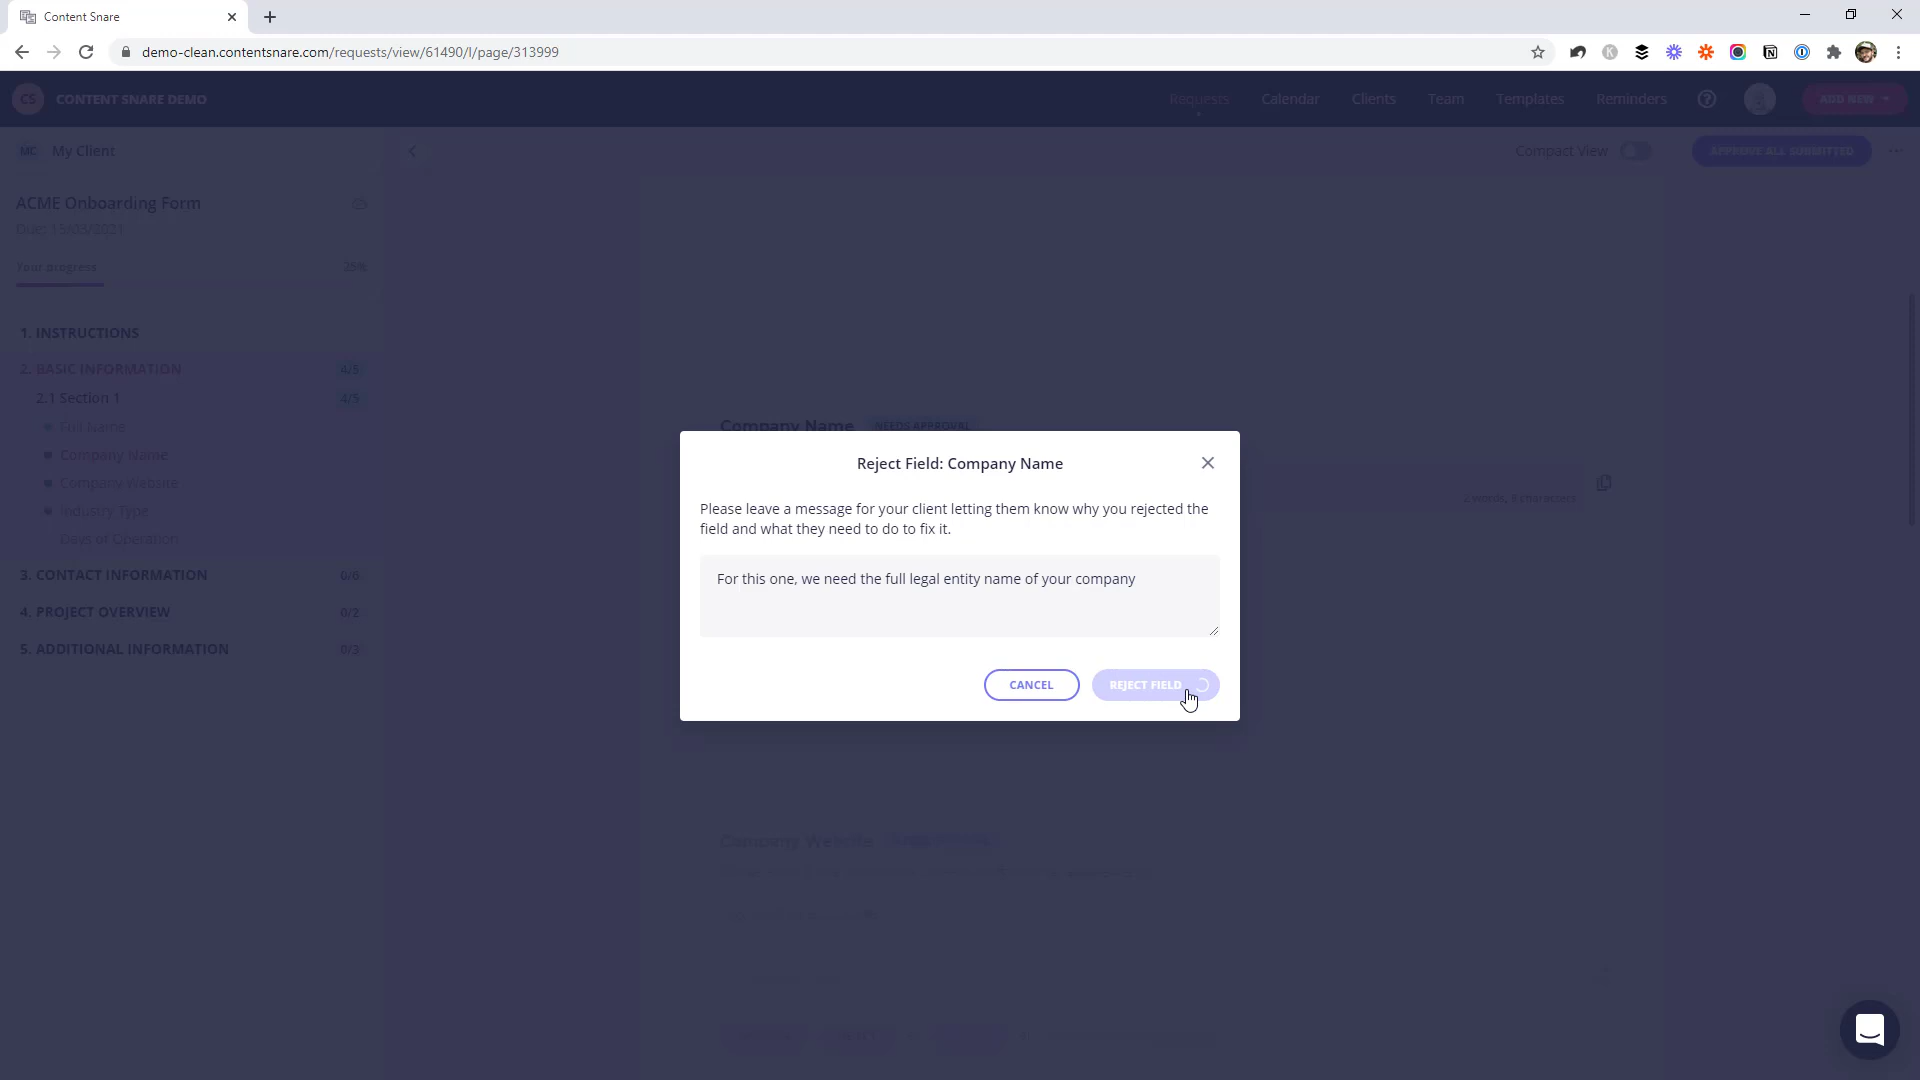 Content Snare
demo-clean.contentsnare.com/requests/view/61490/l/page/313999
CS CONTENT SNARE DEMO
Requests Calendar Clients Team Templates Reminders ADD NEW
MC My Client
Compact View APPROVE ALL SUBMITTED
ACME Onboarding Form
Due: 15/03/2021
Your progress 25%
1. INSTRUCTIONS
2. BASIC INFORMATION 4/5
2.1 Section 1 4/5
Full Name
Company Name
Company Website
Industry Type
Days of Operation
3. CONTACT INFORMATION 0/6
4. PROJECT OVERVIEW 0/2
5. ADDITIONAL INFORMATION 0/3
Company Name NEEDS APPROVAL
2 words, 8 characters
Reject Field: Company Name
Please leave a message for your client letting them know why you rejected the
field and what they need to do to fix it.
For this one, we need the full legal entity name of your company
CANCEL REJECT FIELD
Company Website